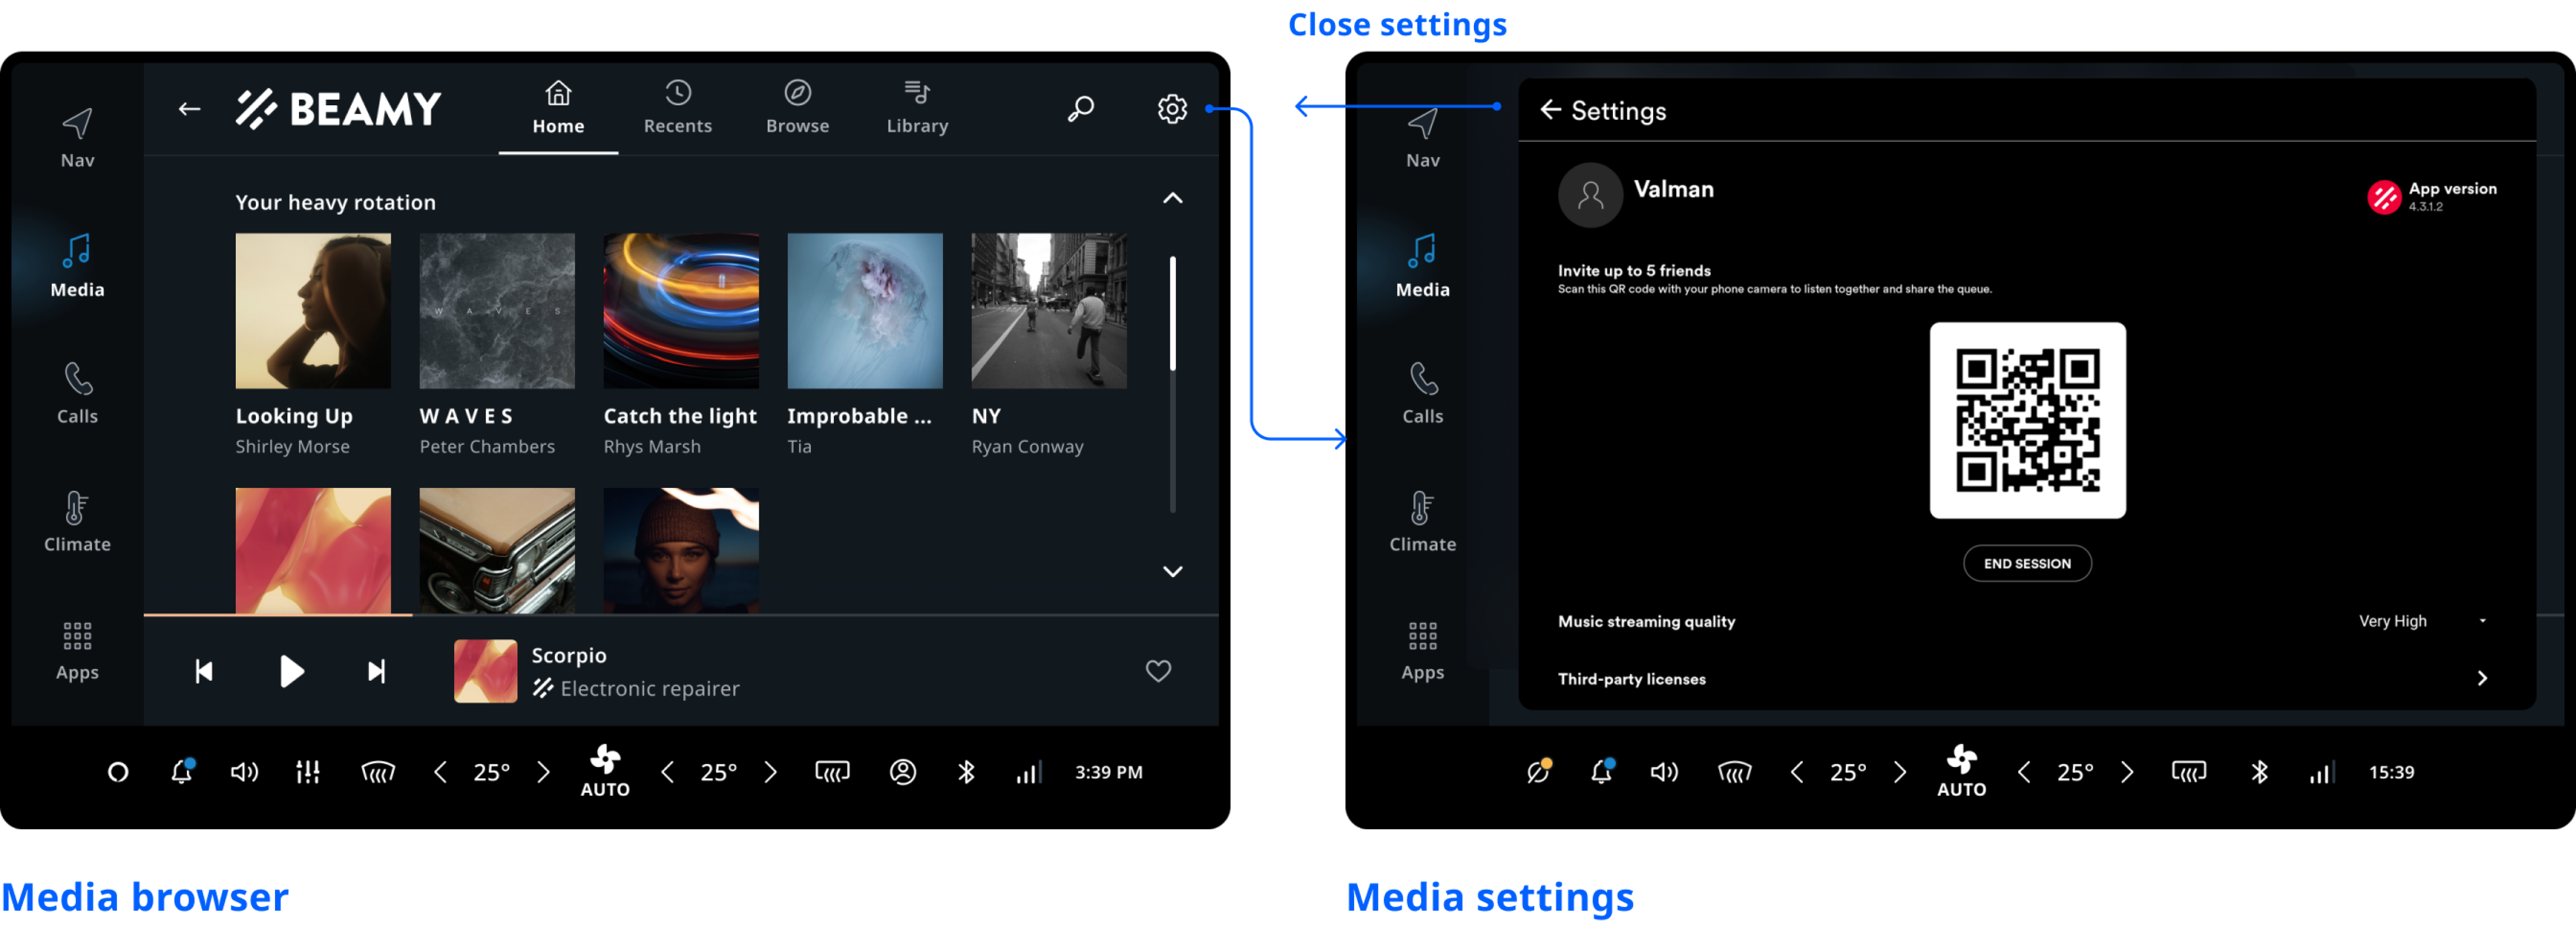 Close settings
BEAMY
Home
Recents
Browse
Library
Nav
Media
Calls
Climate
Apps
Your heavy rotation
W A V E S
Looking Up
Shirley Morse
W A V E S
Peter Chambers
Catch the light
Rhys Marsh
Improbable ...
Tia
NY
Ryan Conway
Scorpio
Electronic repairer
25°
AUTO
25°
3:39 PM
Media browser
Nav
Media
Calls
Climate
Apps
Settings
Valman
App version
4.3.1.2
Invite up to 5 friends
Scan this QR code with your phone camera to listen together and share the queue.
END SESSION
Music streaming quality
Very High
Third-party licenses
25°
AUTO
25°
15:39
Media settings